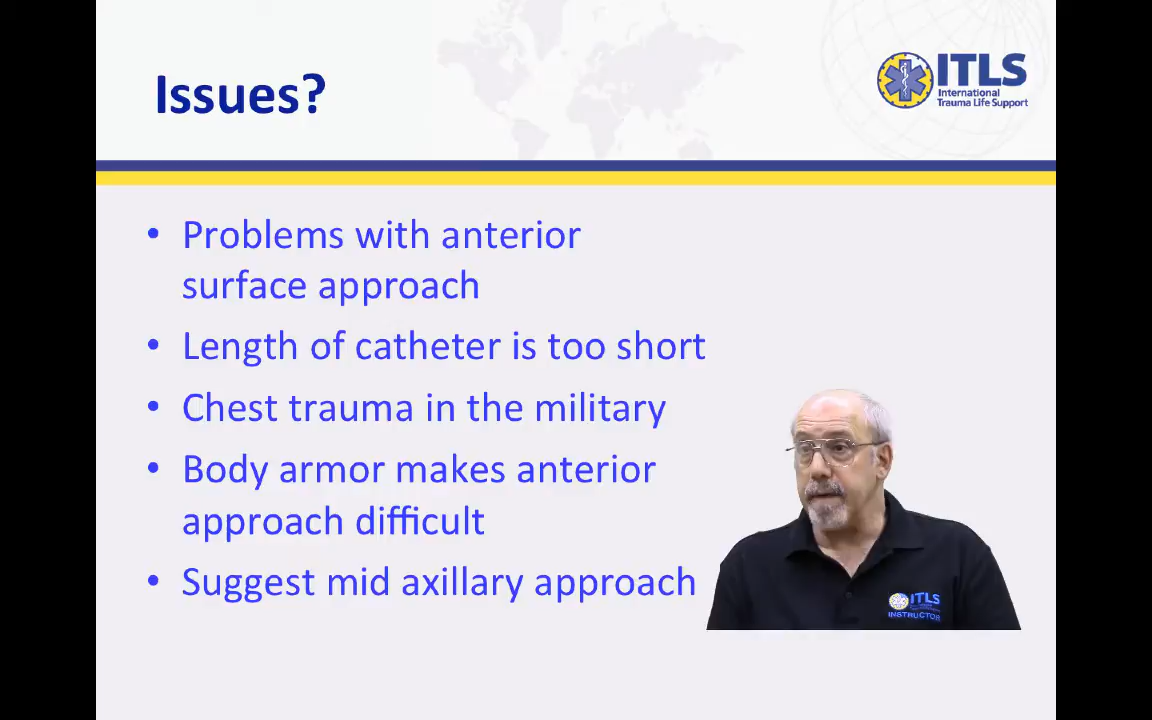 Issues?
ITLS
International
Trauma Life Support
• Problems with anterior
surface approach
• Length of catheter is too short
• Chest trauma in the military
• Body armor makes anterior
approach difficult
• Suggest mid axillary approach
ITLS
INSTRUCTOR